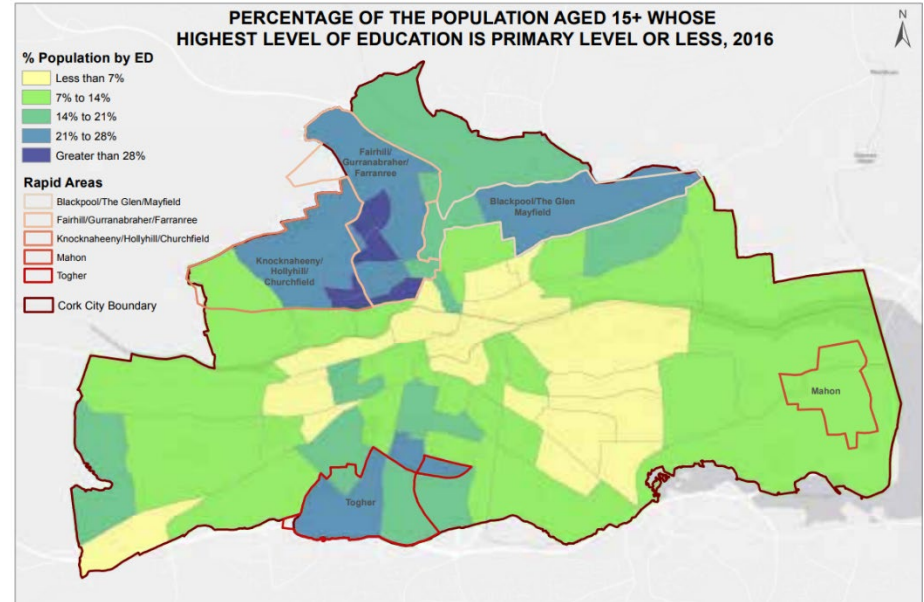 PERCENTAGE OF THE POPULATION AGED 15+ WHOSE
HIGHEST LEVEL OF EDUCATION IS PRIMARY LEVEL OR LESS, 2016
N
% Population by ED
Less than 7%
7% to 14%
14% to 21%
21% to 28%
Greater than 28%
Rapid Areas
Blackpool/The Glen/Mayfield
Fairhill/Gurranabraher/Farranree
Knocknaheeny/Hollyhill/Churchfield
Mahon
Togher
Cork City Boundary
Fairhill/
Gurranabraher/
Farranree
Blackpool/The Glen
Mayfield
Knocknaheeny/
Hollyhill/
Churchfield
Mahon
Togher